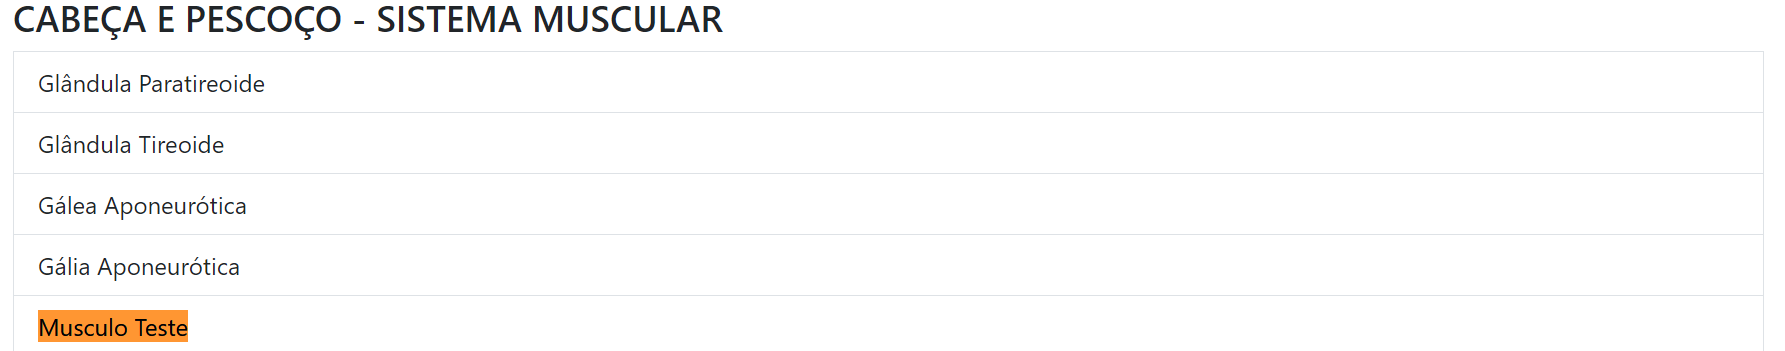 CABEÇA E PESCOÇO - SISTEMA MUSCULAR
Glândula Paratireoide
Glândula Tireoide
Gálea Aponeurótica
Gália Aponeurótica
Musculo Teste